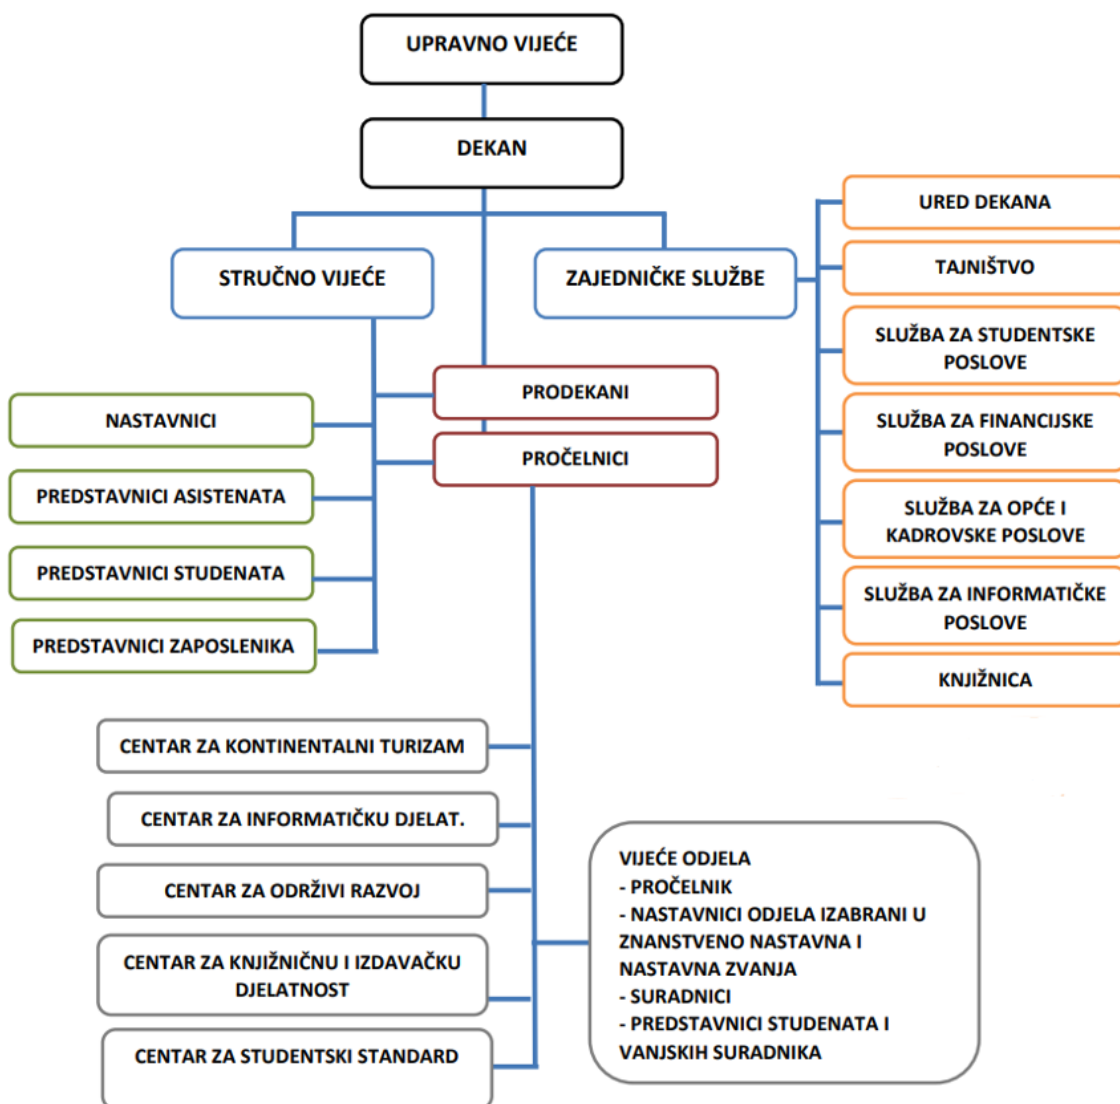 UPRAVNO VIJEĆE
DEKAN
STRUČNO VIJEĆE
ZAJEDNIČKE SLUŽBE
URED DEKANA
TAJNIŠTVO
SLUŽBA ZA STUDENTSKE
POSLOVE
SLUŽBA ZA FINANCIJSKE
POSLOVE
SLUŽBA ZA OPĆE I
KADROVSKE POSLOVE
SLUŽBA ZA INFORMATIČKE
POSLOVE
KNJIŽNICA
PRODEKANI
PROČELNICI
NASTAVNICI
PREDSTAVNICI ASISTENATA
PREDSTAVNICI STUDENATA
PREDSTAVNICI ZAPOSLENIKA
CENTAR ZA KONTINENTALNI TURIZAM
CENTAR ZA INFORMATIČKU DJELAT.
CENTAR ZA ODRŽIVI RAZVOJ
CENTAR ZA KNJIŽNIČNU I IZDAVAČKU
DJELATNOST
CENTAR ZA STUDENTSKI STANDARD
VIJEĆE ODJELA
- PROČELNIK
- NASTAVNICI ODJELA IZABRANI U
ZNANSTVENO NASTAVNA I
NASTAVNA ZVANJA
- SURADNICI
- PREDSTAVNICI STUDENATA I
VANJSKIH SURADNIKA